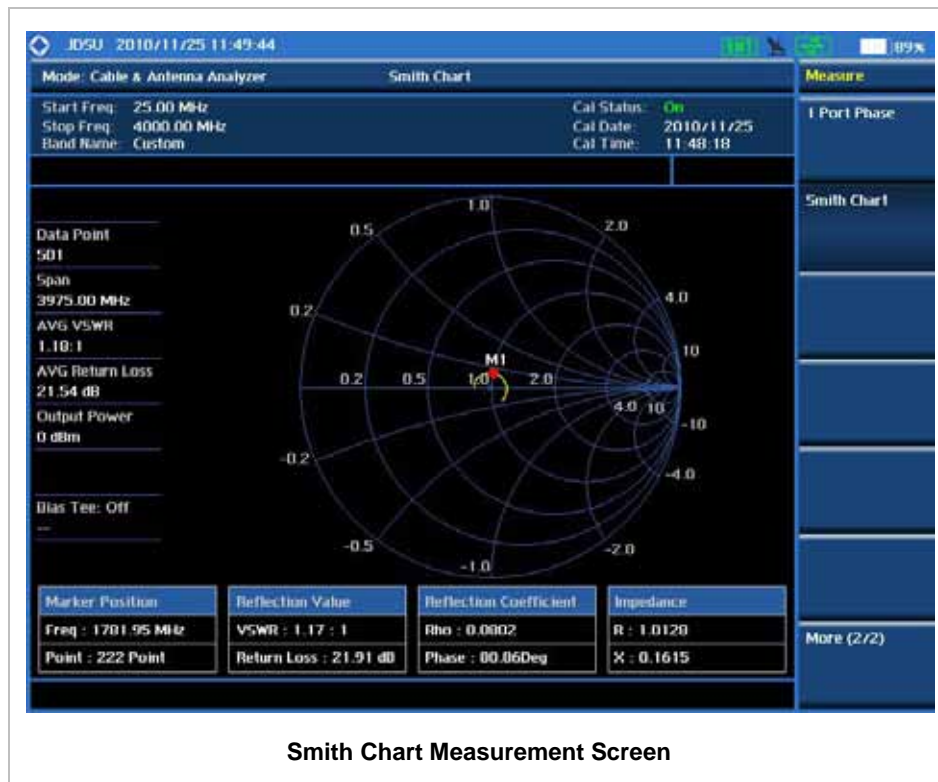 JDSU 2010/11/25 11:49:44
89%
Mode: Cable & Antenna Analyzer Smith Chart
Measure
Start Freq: 25.00 MHz
Stop Freq: 4000.00 MHz
Band Name: Custom
Cal Status: On
Cal Date: 2010/11/25
Cal Time: 11:48:18
1 Port Phase
Smith Chart
More (2/2)
Data Point
501
Span
3975.00 MHz
AVG VSWR
1.18:1
AVG Return Loss
21.54 dB
Output Power
0 dBm
Bias Tee: Off
--
1.0
0.5
2.0
0.2
4.0
10
M1
0.2 0.5 1.0 2.0
4.0 10
-10
-0.2
-4.0
-0.5
-2.0
-1.0
Marker Position
Freq : 1781.95 MHz
Point : 222 Point
Reflection Value
VSWR : 1.17 : 1
Return Loss : 21.91 dB
Reflection Coefficient
Rho : 0.0802
Phase : 80.86Deg
Impedance
R : 1.0128
X : 0.1615
Smith Chart Measurement Screen